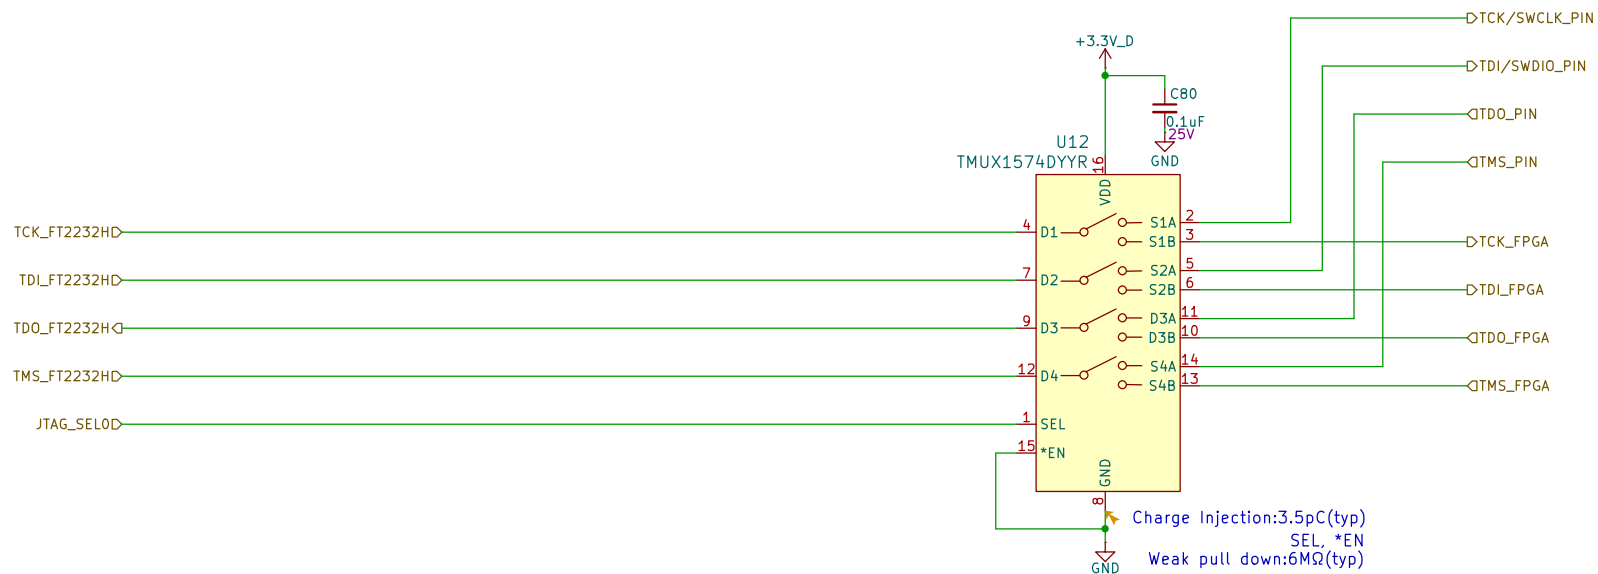 TCK/SWCLK_PIN
+3.3V_D
TDI/SWDIO_PIN
C80
TDO_PIN
0.1uF
25V
U12
GND
TMS_PIN
TMUX1574DYYR
16
VDD
2
S1A
TCK_FT2232H
4
D1
3
S1B
TCK_FPGA
5
S2A
TDI_FT2232H
7
D2
6
S2B
TDI_FPGA
11
D3A
TDO_FT2232H
9
D3
10
D3B
TDO_FPGA
14
S4A
TMS_FT2232H
12
D4
13
S4B
TMS_FPGA
JTAG_SEL0
1
SEL
15
*EN
GND
8
Charge Injection:3.5pC(typ)
SEL, *EN
Weak pull down:6MΩ(typ)
GND